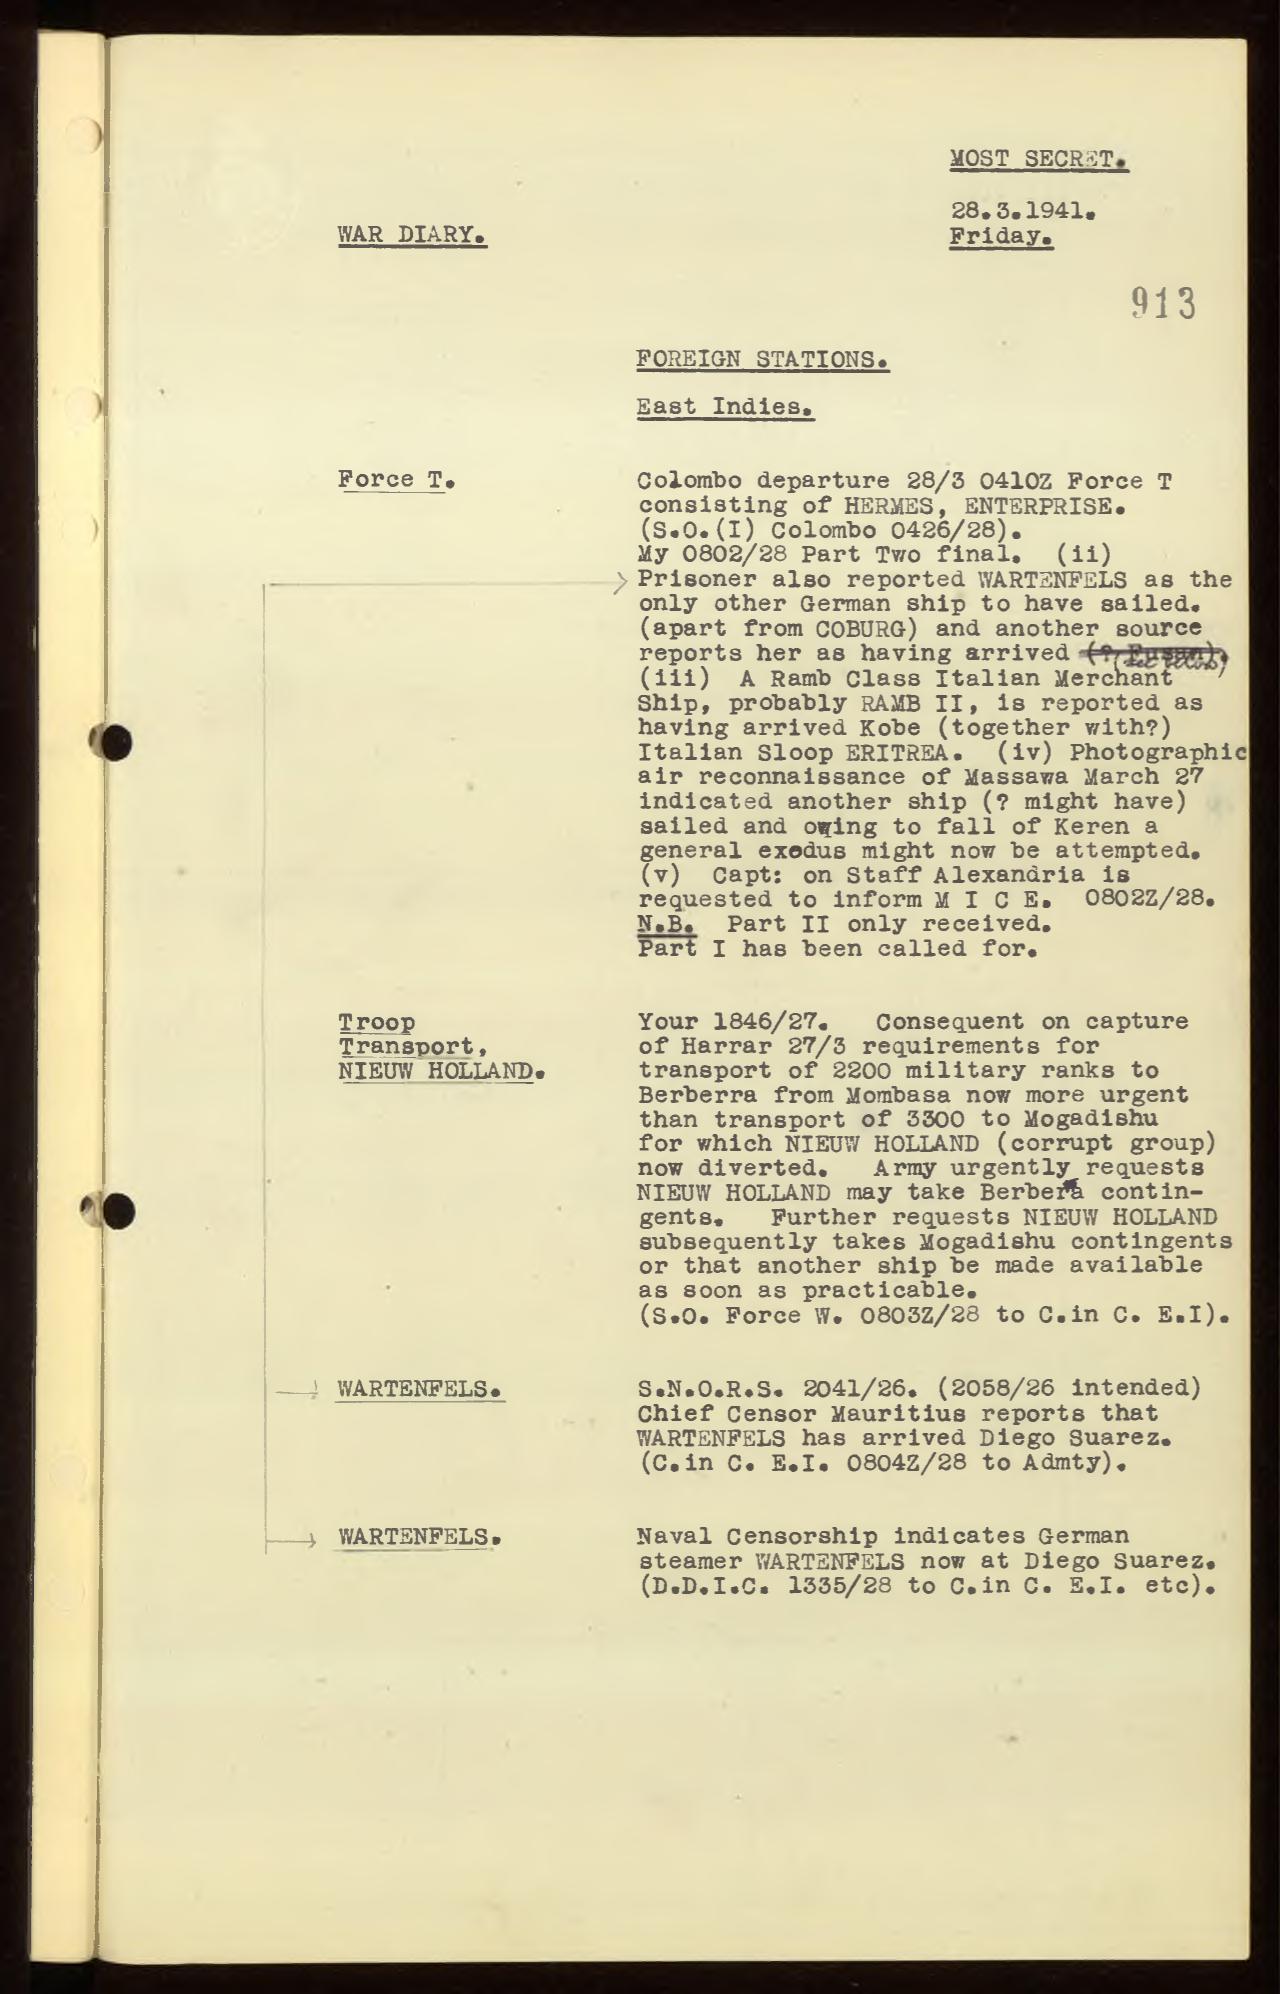 MOST SECRET.
28.3.1941.
WAR DIARY.
Friday.
913
FOREIGN STATIONS.
East Indies.
Force T.
Colombo departure 28/3 0410Z Force T
consisting of HERMES, ENTERPRISE.
(S.O.(I) Colombo 0426/28).
My 0802/28 Part Two final. (ii)
Prisoner also reported WARTENFELS as the
only other German ship to have sailed.
(apart from COBURG) and another source
reports her as having arrived (? Fusan).
(see below)
(iii) A Ramb Class Italian Merchant
Ship, probably RAMB II, is reported as
having arrived Kobe (together with?)
Italian Sloop ERITREA. (iv) Photographic
air reconnaissance of Massawa March 27
indicated another ship (? might have)
sailed and owing to fall of Keren a
general exodus might now be attempted.
(v) Capt: on Staff Alexandria is
requested to inform M I C E. 0802Z/28.
N.B. Part II only received.
Part I has been called for.
Troop
Transport,
NIEUW HOLLAND.
Your 1846/27. Consequent on capture
of Harrar 27/3 requirements for
transport of 2200 military ranks to
Berberra from Mombasa now more urgent
than transport of 3300 to Mogadishu
for which NIEUW HOLLAND (corrupt group)
now diverted. Army urgently requests
NIEUW HOLLAND may take Berbera contin-
gents. Further requests NIEUW HOLLAND
subsequently takes Mogadishu contingents
or that another ship be made available
as soon as practicable.
(S.O. Force W. 0803Z/28 to C.in C. E.I).
WARTENFELS.
S.N.O.R.S. 2041/26. (2058/26 intended)
Chief Censor Mauritius reports that
WARTENFELS has arrived Diego Suarez.
(C.in C. E.I. 0804Z/28 to Admty).
WARTENFELS.
Naval Censorship indicates German
steamer WARTENFELS now at Diego Suarez.
(D.D.I.C. 1335/28 to C.in C. E.I. etc).